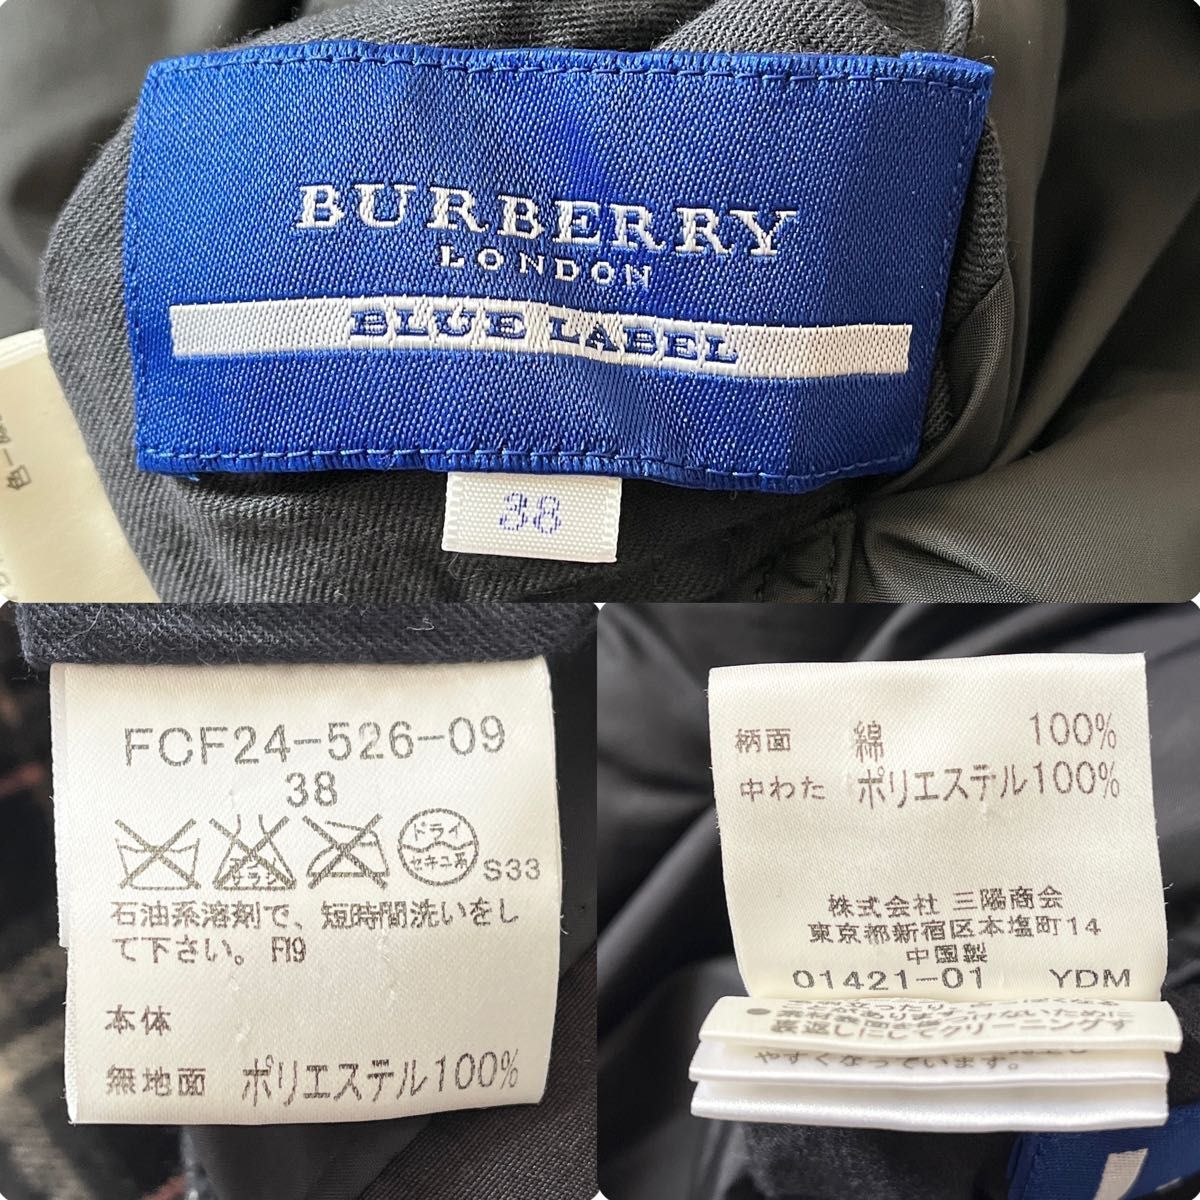 BURBERRY
LONDON
BLUE LABEL
38
FCF24-526-09
38
ドライ
セキユ系
S33
石油系溶剤で、短時間洗いをし
て下さい。FI9
本体
無地面 ポリエステル100%
柄面 綿 100%
中わた ポリエステル100%
株式会社 三陽商会
東京都新宿区本塩町14
中国製
01421-01 YDM
裏返しにしてクリーニングす
やすくなっています。